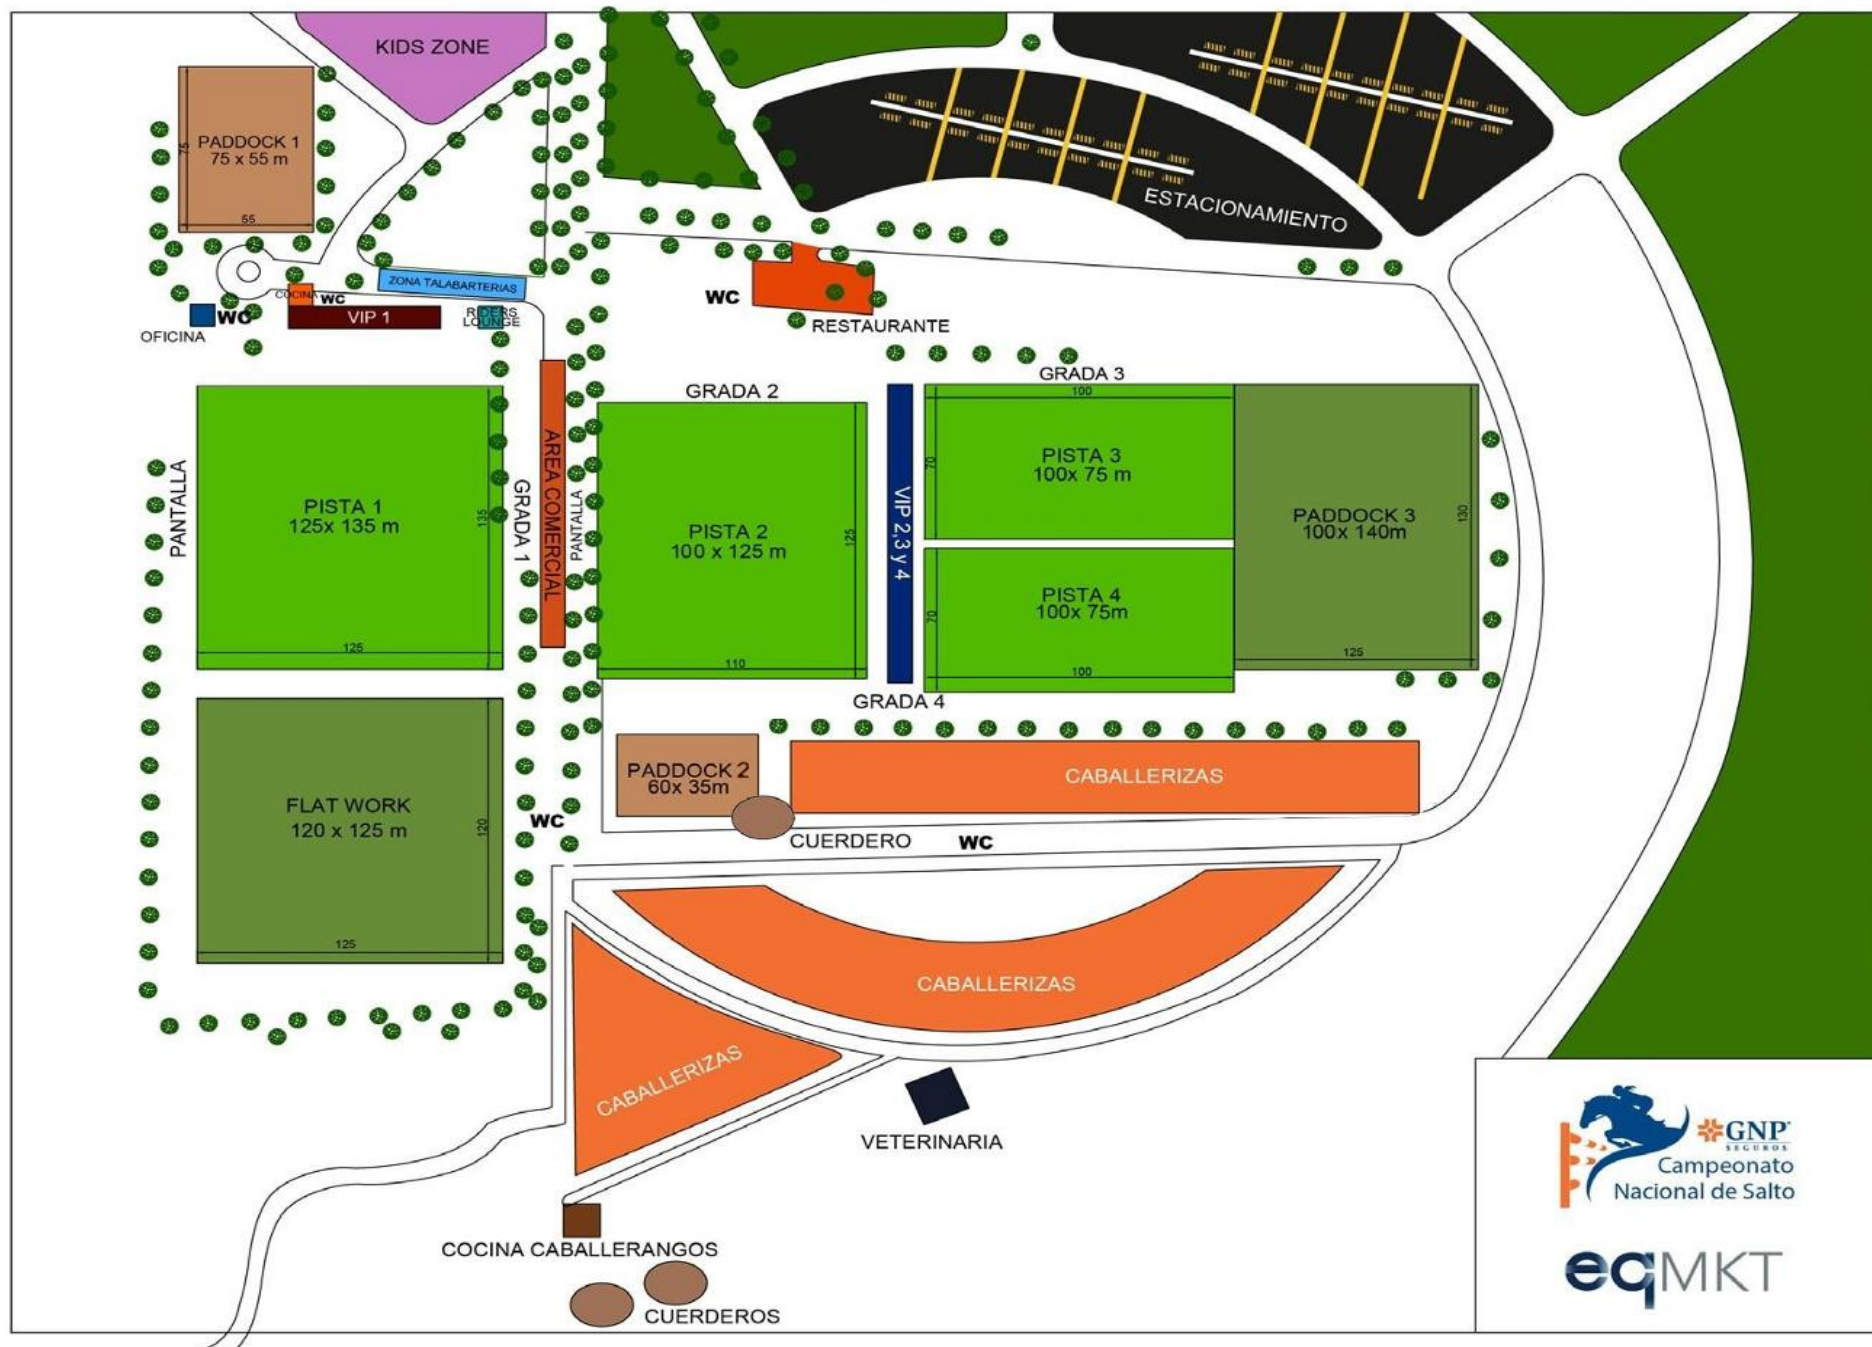 KIDS ZONE
PADDOCK 1
75 x 55 m
75
55
ESTACIONAMIENTO
ZONA TALABARTERIAS
COCINA
WC
VIP 1
RIDERS
LOUNGE
WC
OFICINA
WC
RESTAURANTE
GRADA 2
GRADA 3
PANTALLA
PISTA 1
125x 135 m
135
125
GRADA 1
AREA COMERCIAL
PANTALLA
PISTA 2
100 x 125 m
125
110
VIP 2,3 y 4
100
70
PISTA 3
100x 75 m
70
PISTA 4
100x 75m
100
PADDOCK 3
100x 140m
130
125
GRADA 4
FLAT WORK
120 x 125 m
120
125
WC
PADDOCK 2
60x 35m
CABALLERIZAS
CUERDERO
WC
CABALLERIZAS
CABALLERIZAS
VETERINARIA
COCINA CABALLERANGOS
CUERDEROS
GNP
SEGUROS
Campeonato
Nacional de Salto
eqMKT